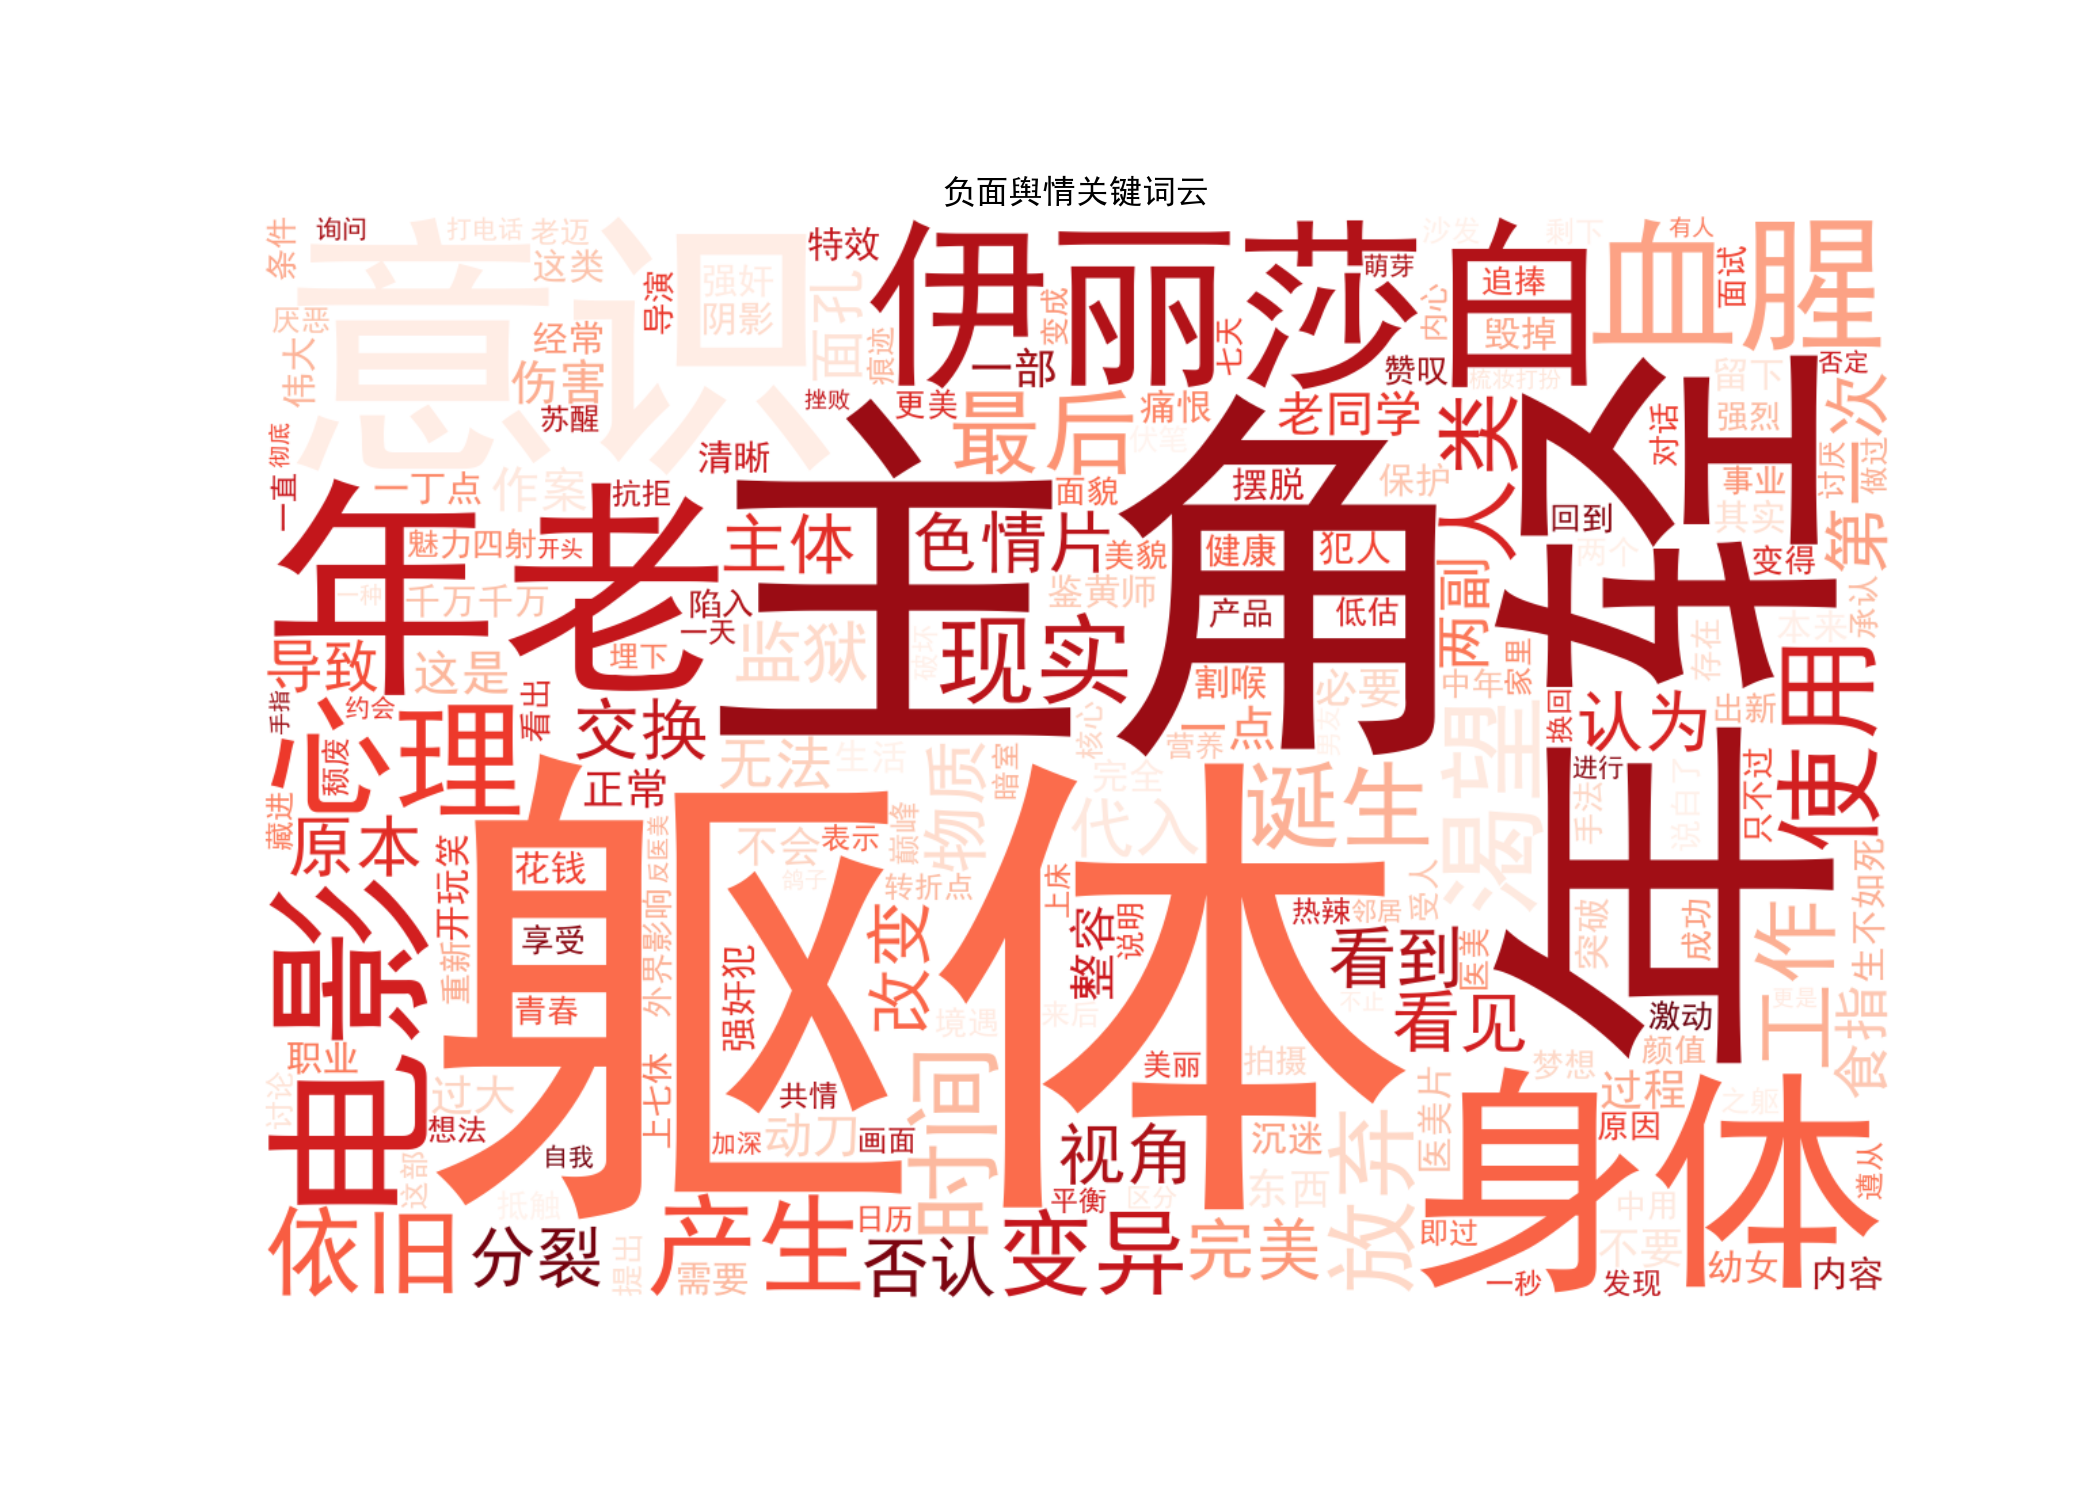 负面舆情关键词云
条件
询问
打电话
老迈
这类
意识
强奸
阴影
特效
导演
面孔
伊丽莎白
追捧
毁掉
血腥
沙发
剩下
有人
面试
萌芽
变成
七天
内心
厌恶
伟大
经常
伤害
苏醒
痕迹
一部
赞叹
梳妆打扮
留下
强烈
否定
第一次
挫败
更美
最后
痛恨
伏笔
老同学
人类
年轻
对话
彻底
一直
一丁点
作案
抗拒
清晰
主角
面貌
摆脱
保护
回到
事业
其实
讨厌
做过
年老
魅力四射
开头
主体
色情片
美貌
健康
犯人
两副
两个
变得
一种
千万千万
陷入
一天
鉴黄师
产品
低估
承认
本来
导致
这是
埋下
监狱
破坏
现实
割喉
必要
中年
家里
存在
使用
手指
约会
看出
交换
核心
一点
营养
男友
渴望
换回
认为
出新
心理
颓废
正常
无法
生活
物质
暗室
完全
进行
手法
说白了
只不过
藏进
原本
开玩笑
躯体
花钱
享受
青春
反医美
不会
表示
巅峰
鸽子
转折点
代入
诞生
上床
热辣
邻居
受人
生不如死
电影
重新
外界影响
强奸犯
改变
整容
说明
看到
医美
突破
成功
工作
食指
境遇
来后
不止
看见
激动
更是
颜值
职业
讨论
过大
想法
上七休
共情
加深
动刀
画面
时间
美丽
拍摄
视角
沉迷
放弃
医美片
梦想
过程
原因
之躯
身体
遵从
自我
这部
抵触
平衡
区分
东西
中用
不要
依旧
分裂
提出
产生
需要
日历
否认
变异
完美
即过
一秒
发现
幼女
内容